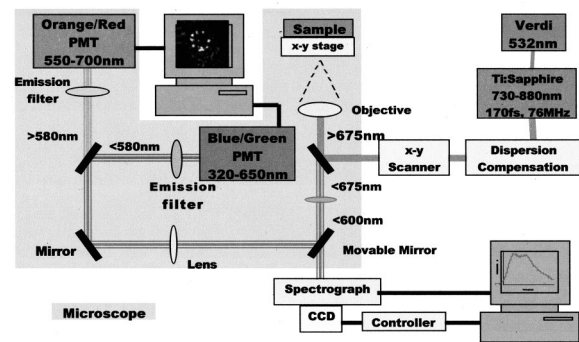 Orange/Red
PMT
550-700nm
Emission
filter
>580nm
<580nm
Blue/Green
PMT
320-650nm
Emission
filter
Mirror
Lens
Microscope
Sample
x-y stage
Objective
>675nm
<675nm
<600nm
Movable Mirror
x-y
Scanner
Dispersion
Compensation
Verdi
532nm
Ti:Sapphire
730-880nm
170fs, 76MHz
Spectrograph
CCD
Controller